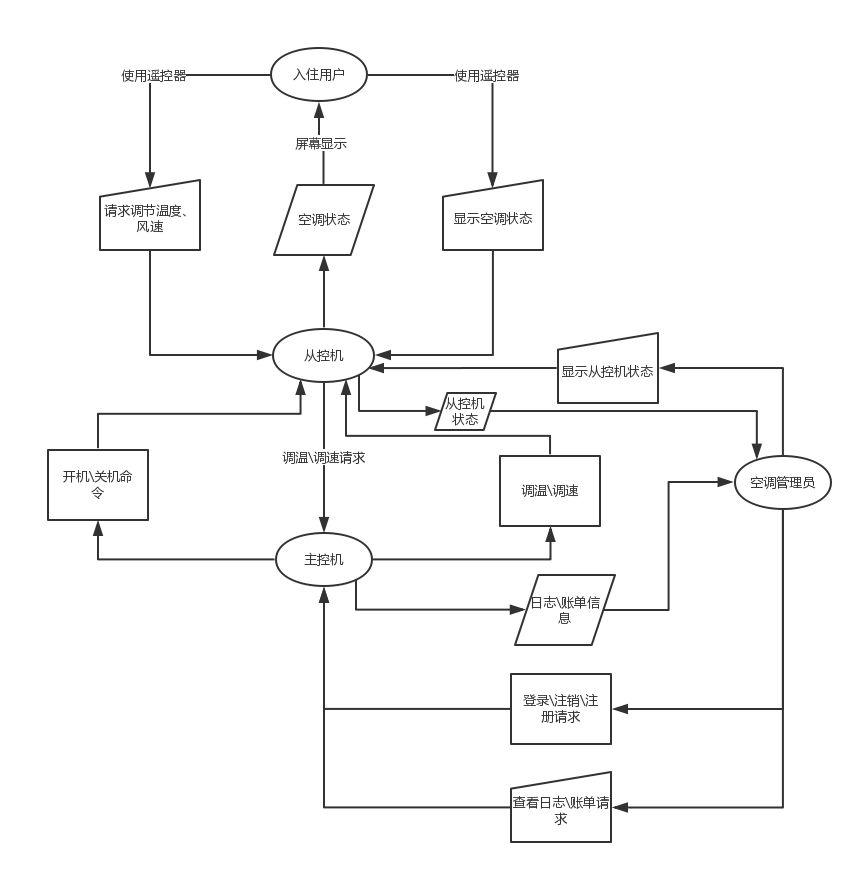 使用遥控器
入住用户
使用遥控器
屏幕显示
请求调节温度、
风速
空调状态
显示空调状态
从控机
显示从控机状态
从控机
状态
调温\调速请求
开机\关机命
令
调温\调速
空调管理员
主控机
日志\账单信
息
登录\注销\注
册请求
查看日志\账单请
求